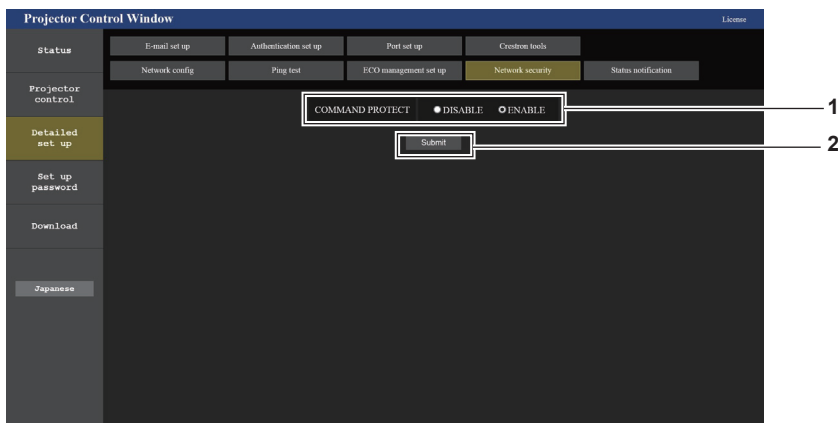 Projector Control Window License
Status
E-mail set up Authentication set up Port set up Crestron tools
Network config Ping test ECO management set up Network security Status notification
Projector
control
COMMAND PROTECT DISABLE ENABLE 1
Detailed
set up
Submit 2
Set up
password
Download
Japanese